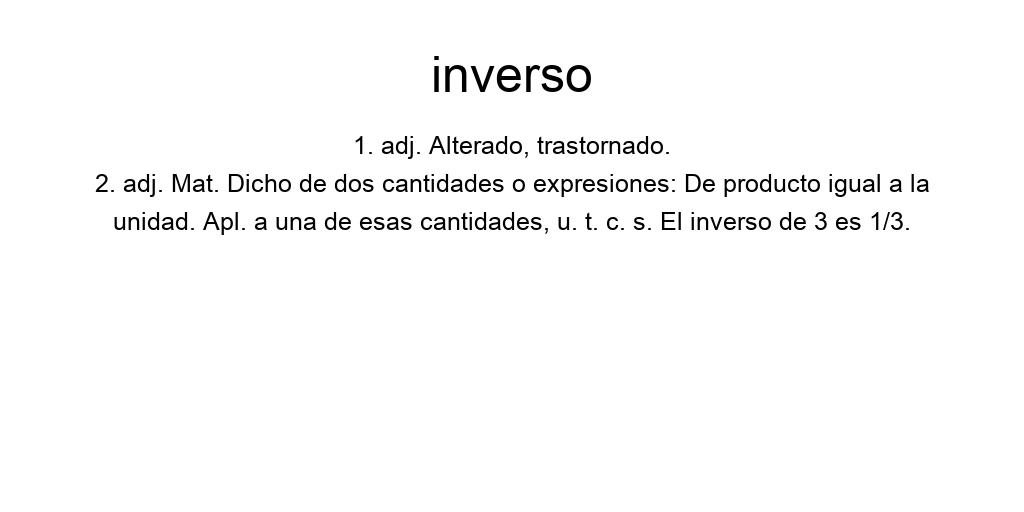 inverso
1. adj. Alterado, trastornado.
2. adj. Mat. Dicho de dos cantidades o expresiones: De producto igual a la
unidad. Apl. a una de esas cantidades, u. t. c. s. El inverso de 3 es 1/3.